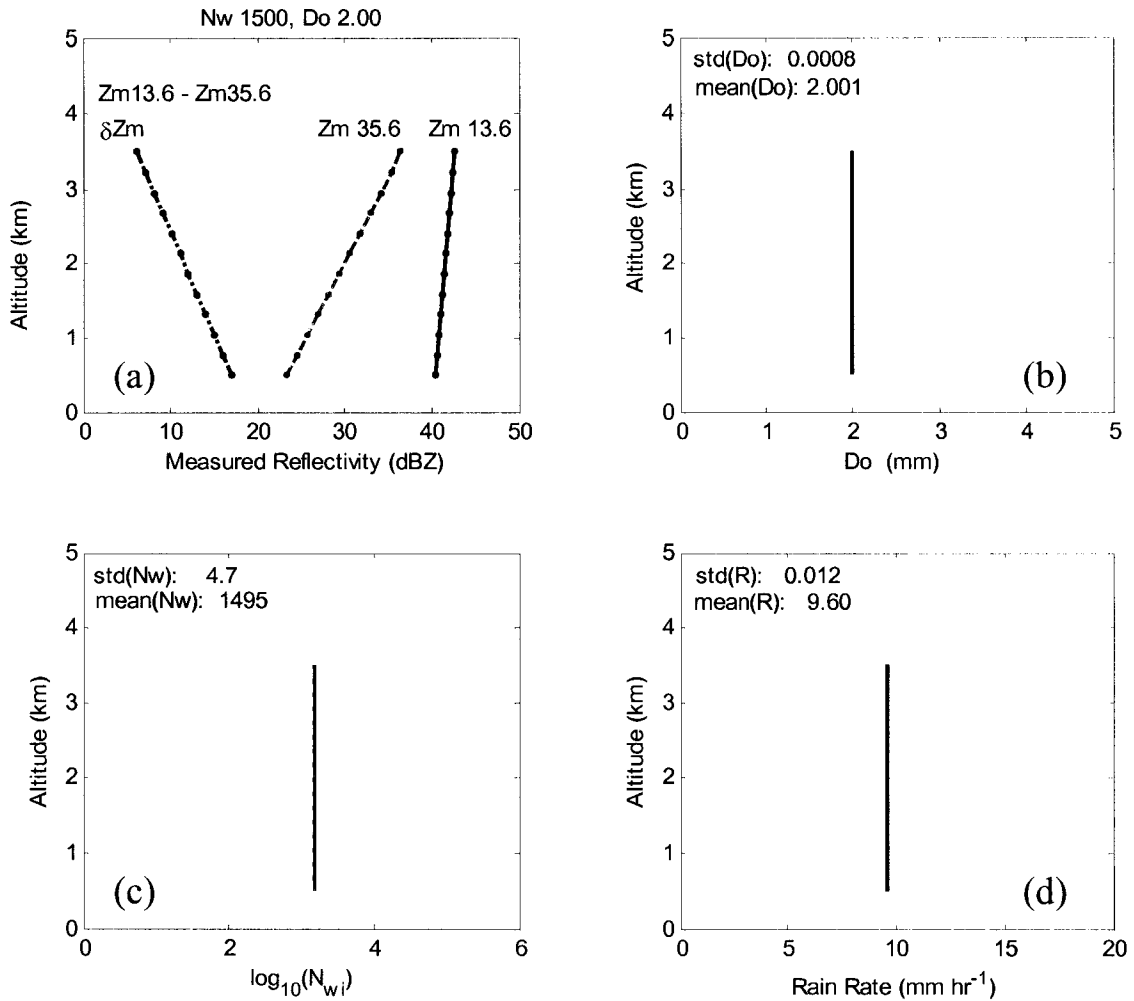 Nw 1500, Do 2.00
5
4
3
2
1
0
Altitude (km)
Zm13.6 - Zm35.6
δZm
Zm 35.6
Zm 13.6
(a)
0 10 20 30 40 50
Measured Reflectivity (dBZ)
5
4
3
2
1
0
Altitude (km)
std(Do): 0.0008
mean(Do): 2.001
(b)
0 1 2 3 4 5
Do (mm)
5
4
3
2
1
0
Altitude (km)
std(Nw): 4.7
mean(Nw): 1495
(c)
0 2 4 6
log₁₀(N_wi)
5
4
3
2
1
0
Altitude (km)
std(R): 0.012
mean(R): 9.60
(d)
0 5 10 15 20
Rain Rate (mm hr⁻¹)